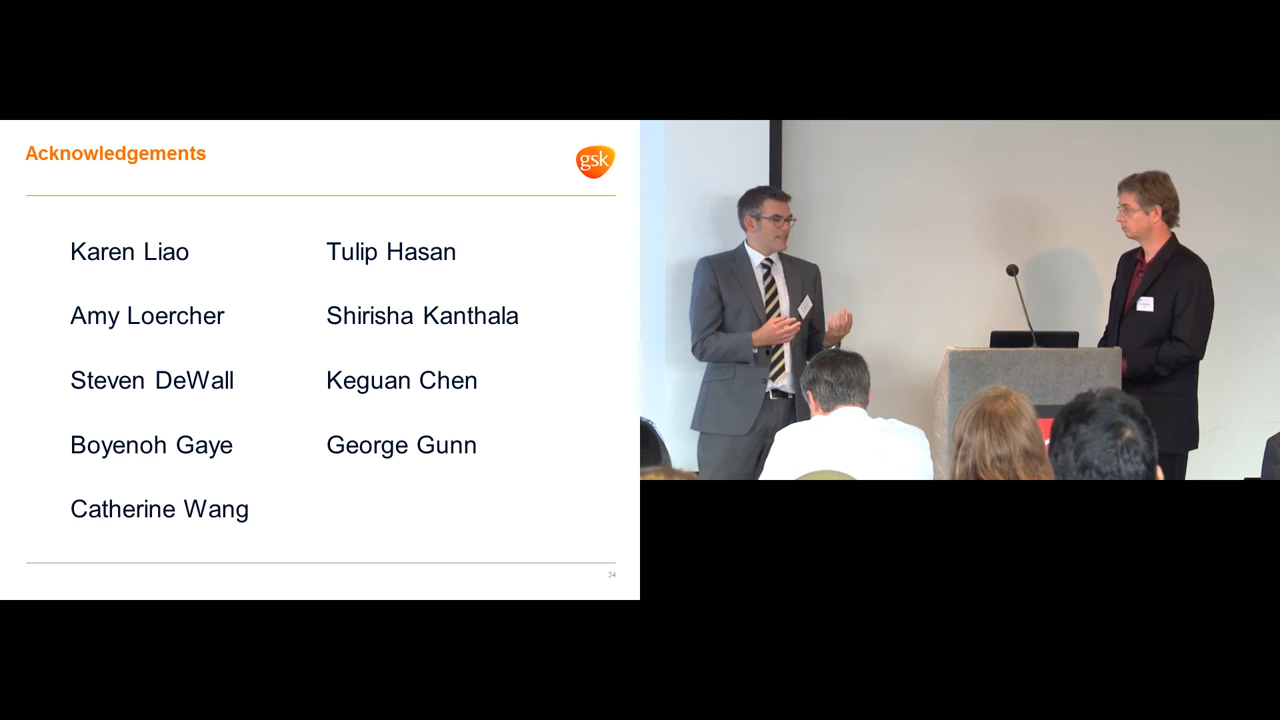 Acknowledgements
gsk
Karen Liao
Tulip Hasan
Amy Loercher
Shirisha Kanthala
Steven DeWall
Keguan Chen
Boyenoh Gaye
George Gunn
Catherine Wang
34